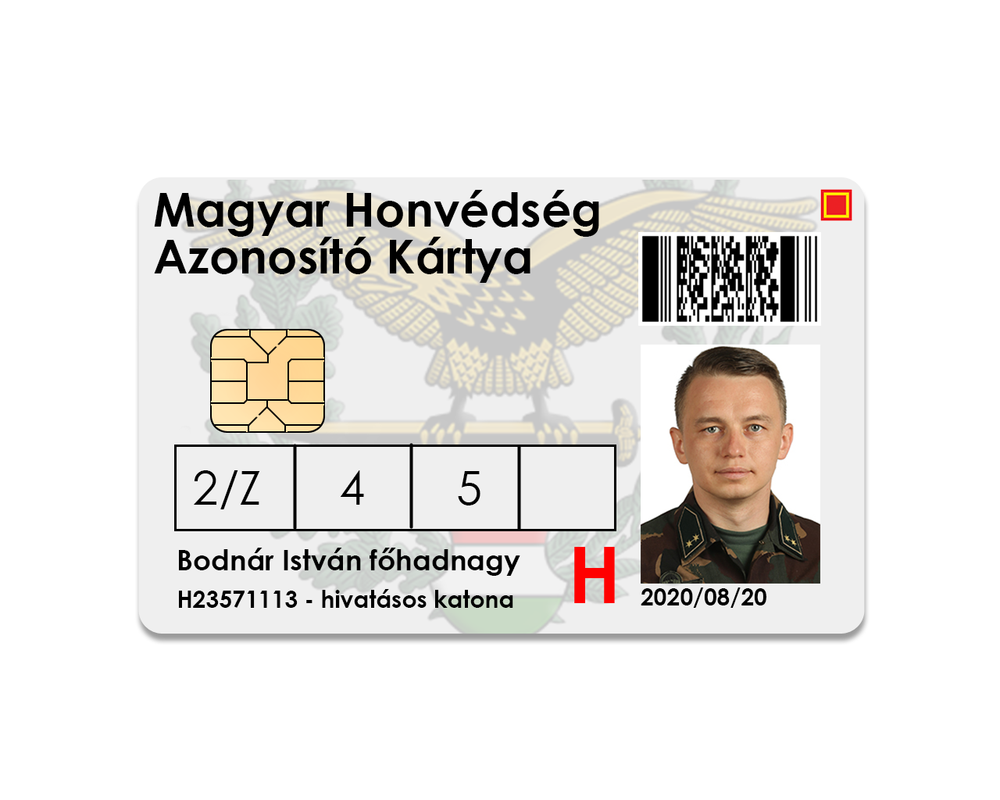 Magyar Honvédség
Azonosító Kártya
2/Z 4 5
Bodnár István főhadnagy
H
H23571113 - hivatásos katona
2020/08/20